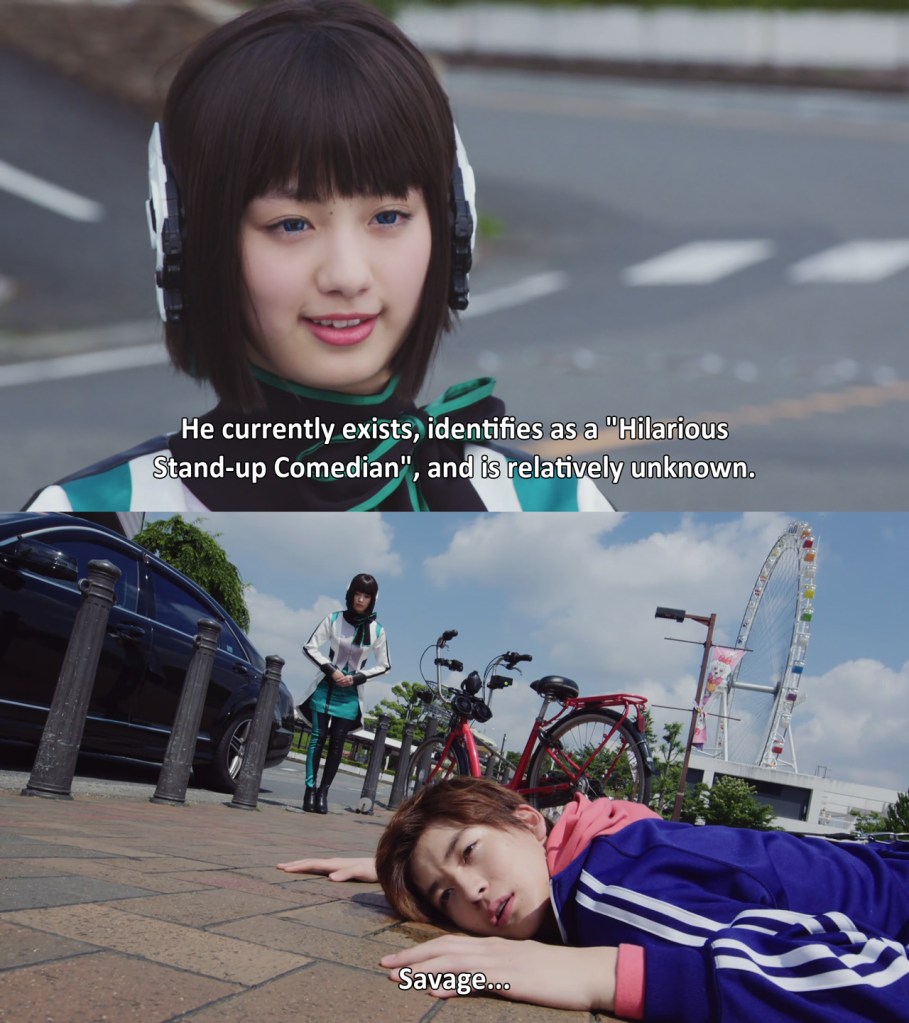 He currently exists, identifies as a "Hilarious
Stand-up Comedian", and is relatively unknown.
Savage...